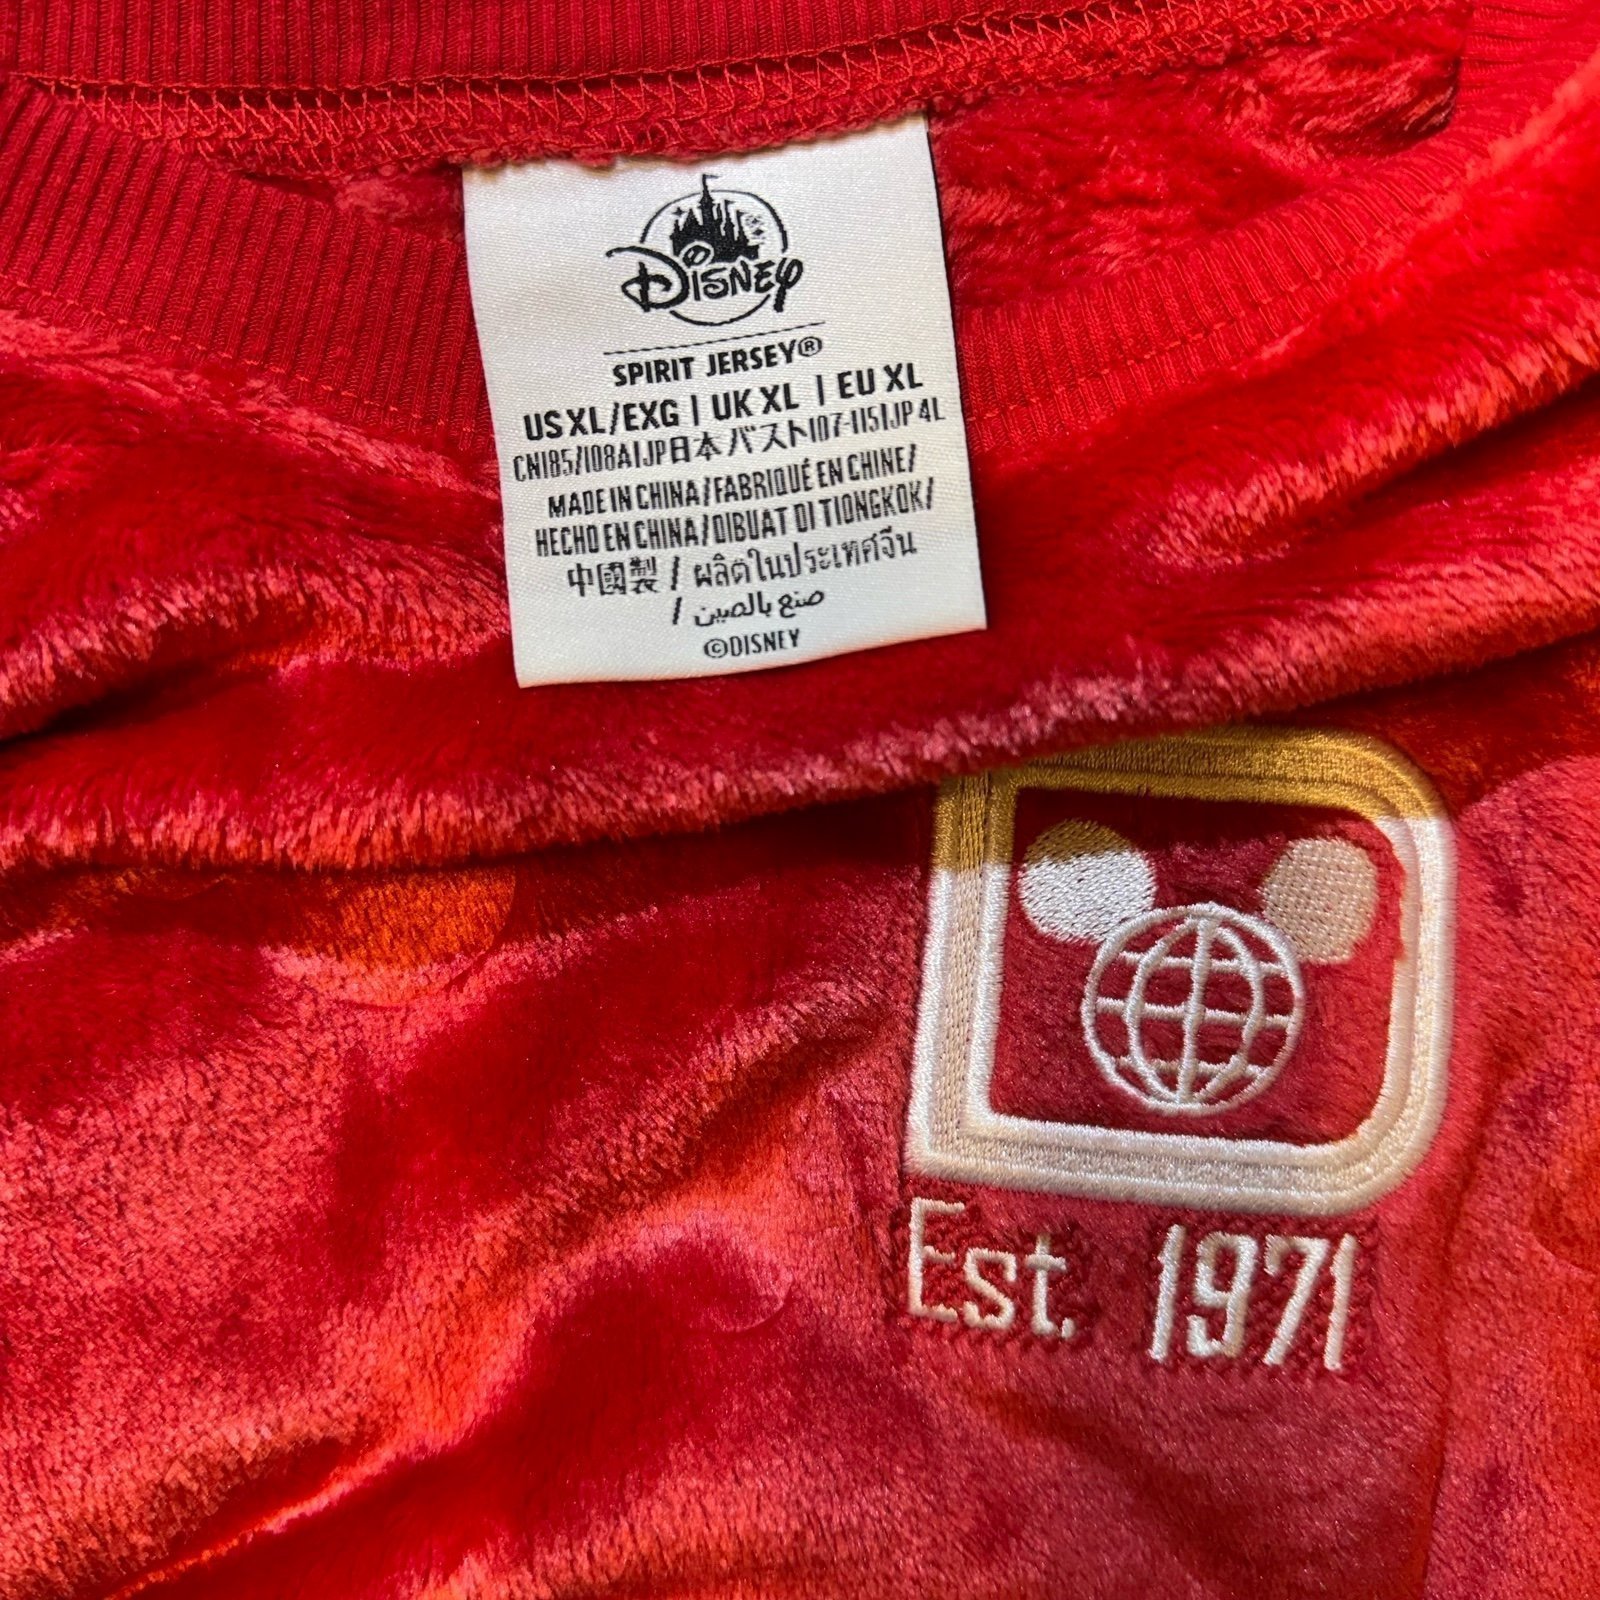 Disney
SPIRIT JERSEY®
US XL/EXG | UK XL | EU XL
CN185/108A|JP日本 バスト107-115|JP 4L
MADE IN CHINA/FABRIQUÉ EN CHINE/
HECHO EN CHINA/DIBUAT DI TIONGKOK/
中國製 / ผลิตในประเทศจีน
/ صنع بالصين
©DISNEY
Est. 1971